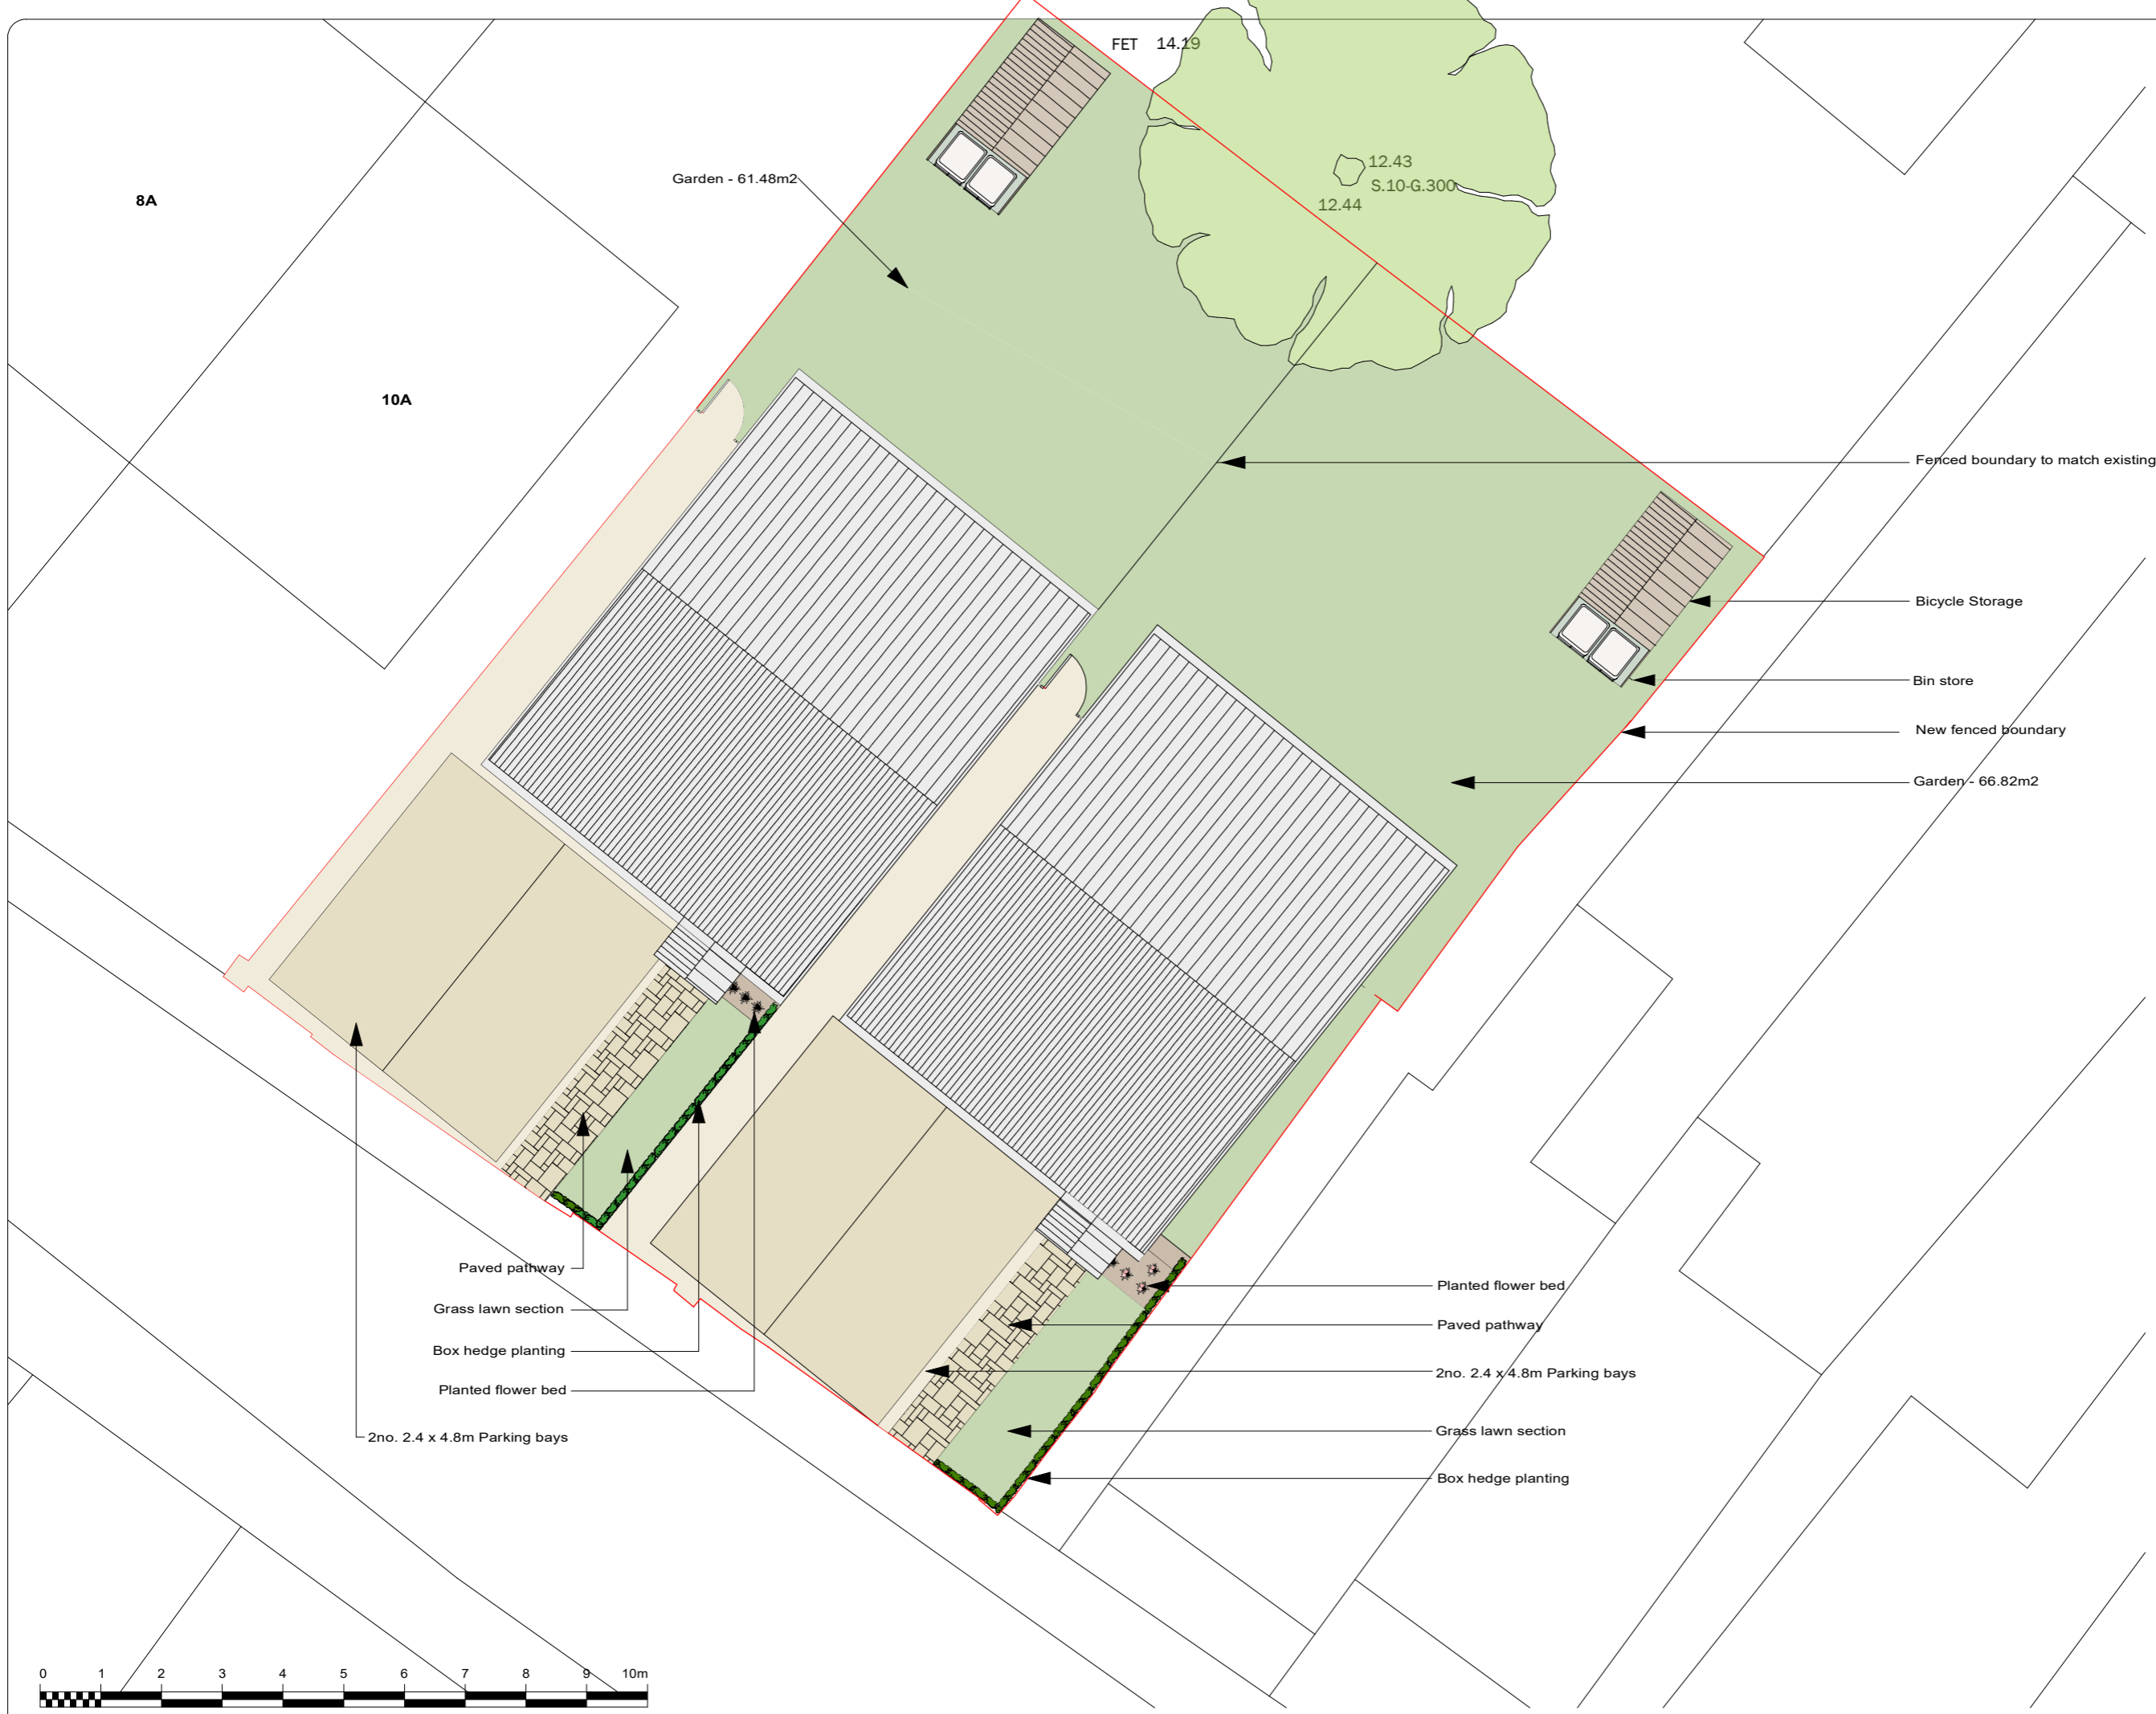 FET 14.19
12.43
S.10-G.300
12.44
Garden - 61.48m2
8A
10A
Fenced boundary to match existing
Bicycle Storage
Bin store
New fenced boundary
Garden - 66.82m2
Paved pathway
Grass lawn section
Box hedge planting
Planted flower bed
2no. 2.4 x 4.8m Parking bays
Planted flower bed
Paved pathway
2no. 2.4 x 4.8m Parking bays
Grass lawn section
Box hedge planting
0 1 2 3 4 5 6 7 8 9 10m